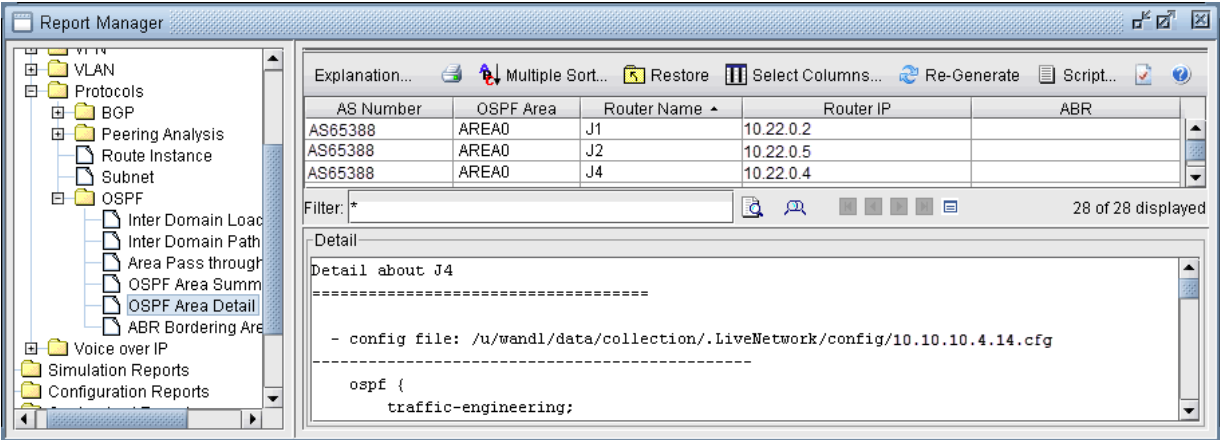 Report Manager
VPN
VLAN
Protocols
BGP
Peering Analysis
Route Instance
Subnet
OSPF
Inter Domain Load
Inter Domain Path
Area Pass through
OSPF Area Summ
OSPF Area Detail
ABR Bordering Are
Voice over IP
Simulation Reports
Configuration Reports
Explanation... Multiple Sort... Restore Select Columns... Re-Generate Script...
AS Number OSPF Area Router Name Router IP ABR
AS65388 AREA0 J1 10.22.0.2
AS65388 AREA0 J2 10.22.0.5
AS65388 AREA0 J4 10.22.0.4
Filter: * 28 of 28 displayed
Detail
Detail about J4
====================================
- config file: /u/wandl/data/collection/.LiveNetwork/config/10.10.10.4.14.cfg
-----------------------------------------------
ospf {
traffic-engineering;